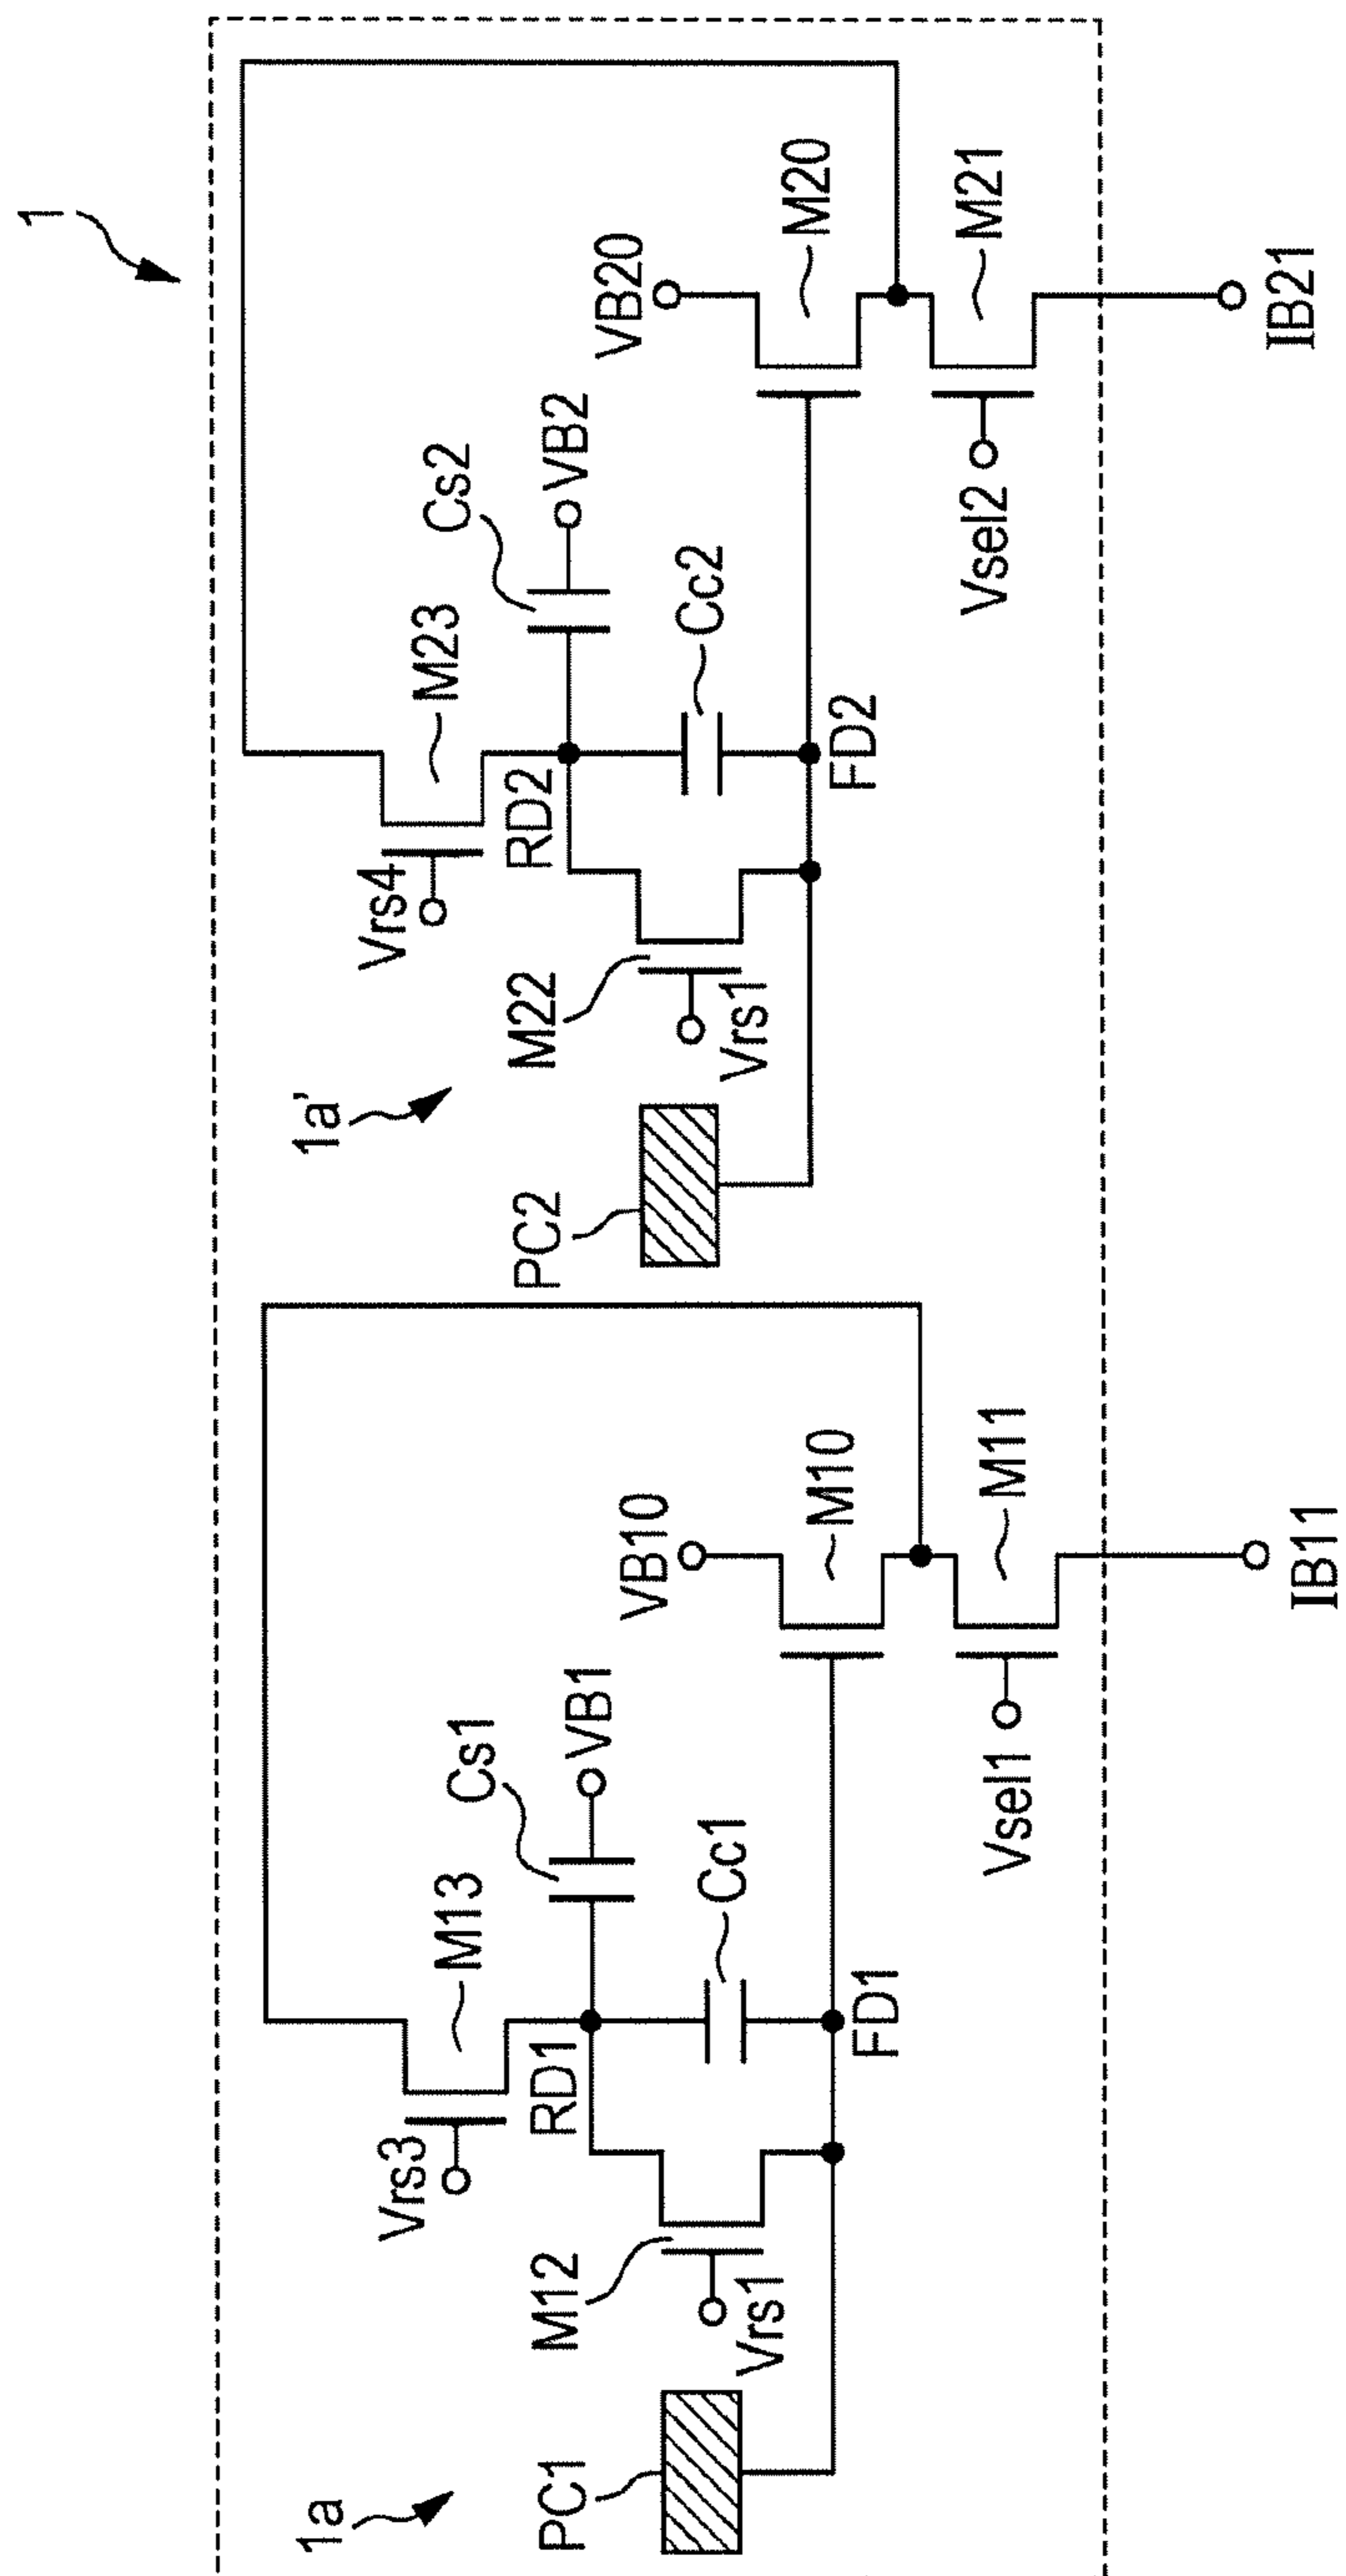 1
1a
PC1
M12
Vrs1
Vrs3
M13
RD1
Cs1
VB1
Cc1
FD1
VB10
M10
M11
Vsel1
IB11
1a'
PC2
M22
Vrs1
Vrs4
M23
RD2
Cs2
VB2
Cc2
FD2
VB20
M20
M21
Vsel2
IB21